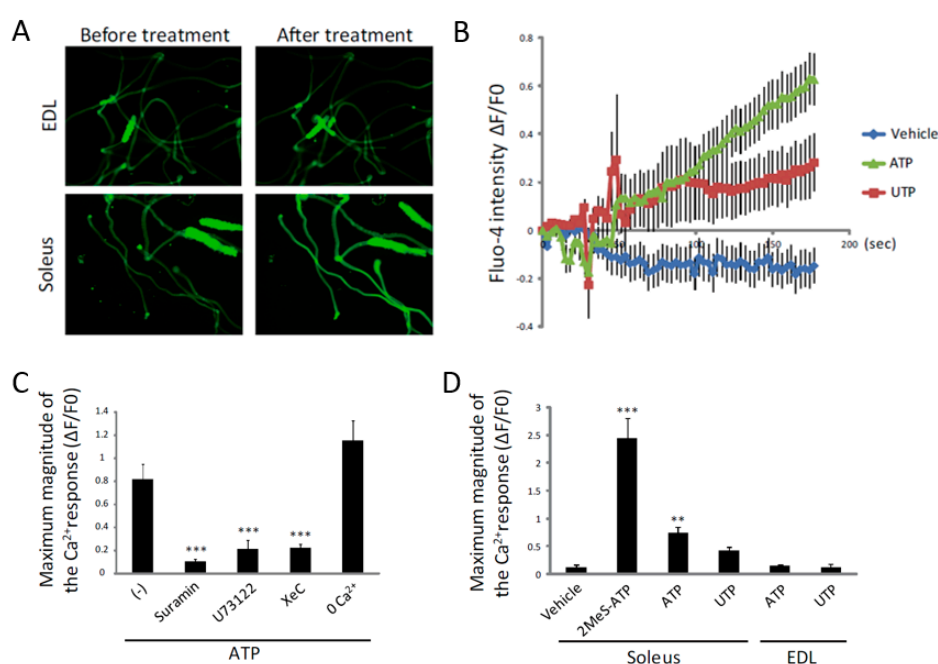 A
Before treatment
After treatment
EDL
Soleus
B
Fluo-4 intensity ΔF/F0
0.8
0.6
0.4
0.2
0
-0.2
-0.4
0
50
100
150
200
(sec)
Vehicle
ATP
UTP
C
Maximum magnitude of
the Ca²⁺response (ΔF/F0)
1.4
1.2
1
0.8
0.6
0.4
0.2
0
***
***
***
(-)
Suramin
U73122
XeC
0 Ca²⁺
ATP
D
Maximum magnitude of
the Ca²⁺response (ΔF/F0)
3
2.5
2
1.5
1
0.5
0
***
**
Vehicle
2MeS-ATP
ATP
UTP
ATP
UTP
Soleus
EDL